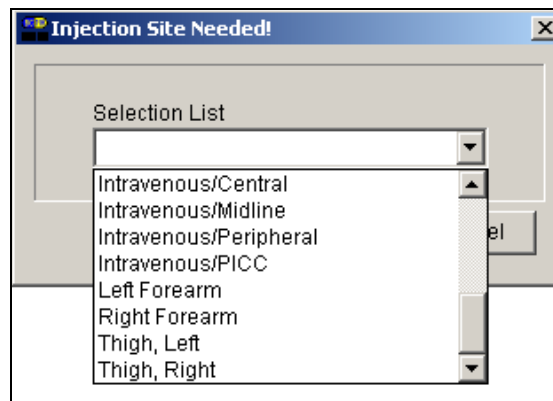 Injection Site Needed!
Selection List
Intravenous/Central
Intravenous/Midline
Intravenous/Peripheral
Intravenous/PICC
Left Forearm
Right Forearm
Thigh, Left
Thigh, Right